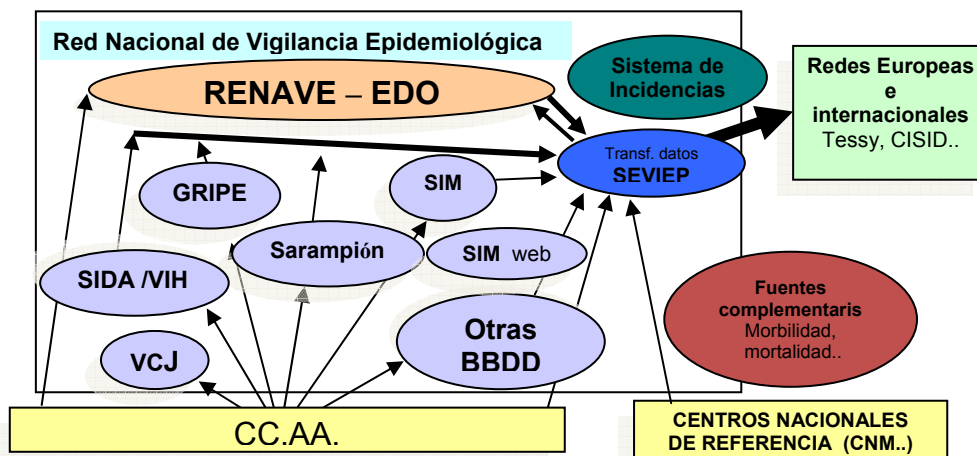 Red Nacional de Vigilancia Epidemiológica
RENAVE – EDO
Sistema de
Incidencias
Redes Europeas
e
internacionales
Tessy, CISID..
Transf. datos
SEVIEP
GRIPE
SIM
Sarampión
SIM web
SIDA /VIH
Otras
BBDD
VCJ
Fuentes
complementaris
Morbilidad,
mortalidad..
CC.AA.
CENTROS NACIONALES
DE REFERENCIA (CNM..)